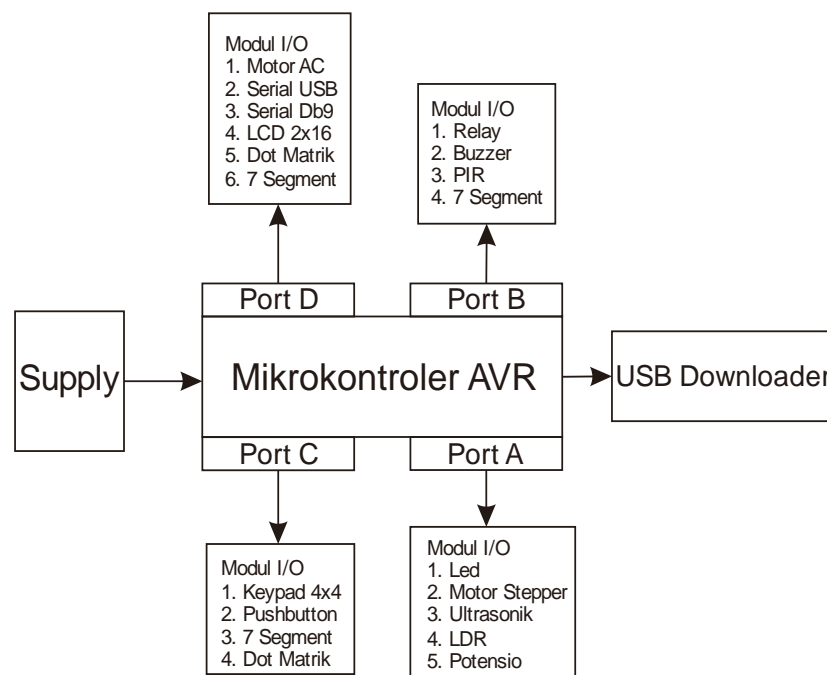 Modul I/O
1. Motor AC
2. Serial USB
3. Serial Db9
4. LCD 2x16
5. Dot Matrik
6. 7 Segment
Modul I/O
1. Relay
2. Buzzer
3. PIR
4. 7 Segment
Port D
Port B
Supply
Mikrokontroler AVR
USB Downloader
Port C
Port A
Modul I/O
1. Keypad 4x4
2. Pushbutton
3. 7 Segment
4. Dot Matrik
Modul I/O
1. Led
2. Motor Stepper
3. Ultrasonik
4. LDR
5. Potensio